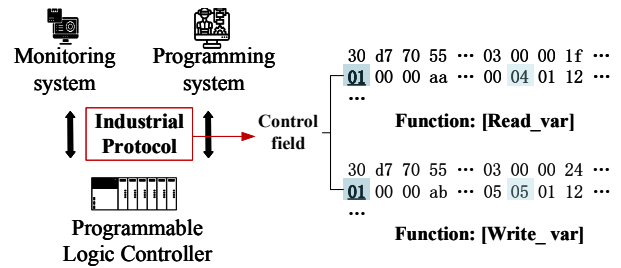 Monitoring
system
Programming
system
Industrial
Protocol
Programmable
Logic Controller
Control
field
30 d7 70 55 ··· 03 00 00 1f ···
01 00 00 aa ··· 00 04 01 12 ···
···
Function: [Read_var]
30 d7 70 55 ··· 03 00 00 24 ···
01 00 00 ab ··· 05 05 01 12 ···
···
Function: [Write_ var]